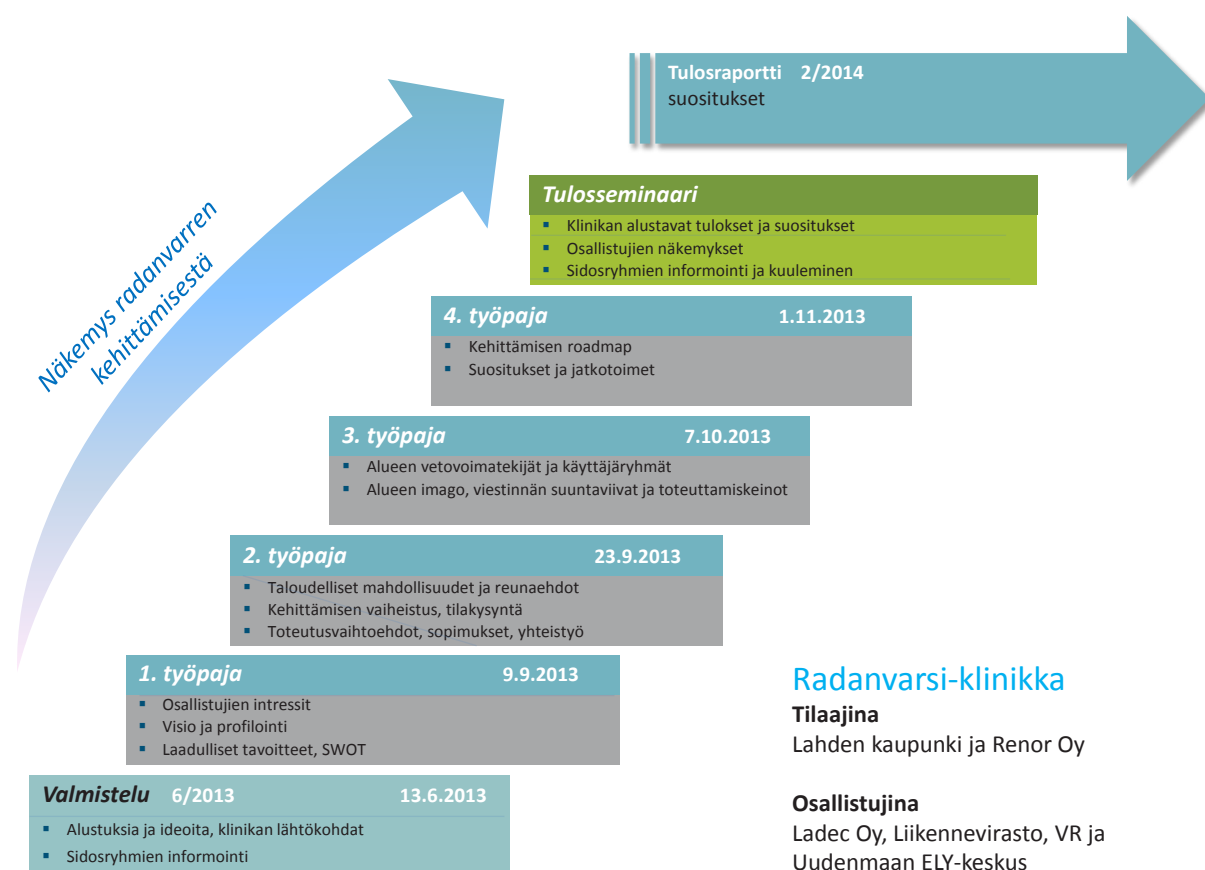 Tulosraportti 2/2014
suositukset
Tulosseminaari
▪ Klinikan alustavat tulokset ja suositukset
▪ Osallistujien näkemykset
▪ Sidosryhmien informointi ja kuuleminen
Näkemys radanvarren
kehittämisestä
4. työpaja 1.11.2013
▪ Kehittämisen roadmap
▪ Suositukset ja jatkotoimet
3. työpaja 7.10.2013
▪ Alueen vetovoimatekijät ja käyttäjäryhmät
▪ Alueen imago, viestinnän suuntaviivat ja toteuttamiskeinot
2. työpaja 23.9.2013
▪ Taloudelliset mahdollisuudet ja reunaehdot
▪ Kehittämisen vaiheistus, tilakysyntä
▪ Toteutusvaihtoehdot, sopimukset, yhteistyö
1. työpaja 9.9.2013
▪ Osallistujien intressit
▪ Visio ja profilointi
▪ Laadulliset tavoitteet, SWOT
Valmistelu 6/2013 13.6.2013
▪ Alustuksia ja ideoita, klinikan lähtökohdat
▪ Sidosryhmien informointi
Radanvarsi-klinikka
Tilaajina
Lahden kaupunki ja Renor Oy
Osallistujina
Ladec Oy, Liikennevirasto, VR ja
Uudenmaan ELY-keskus